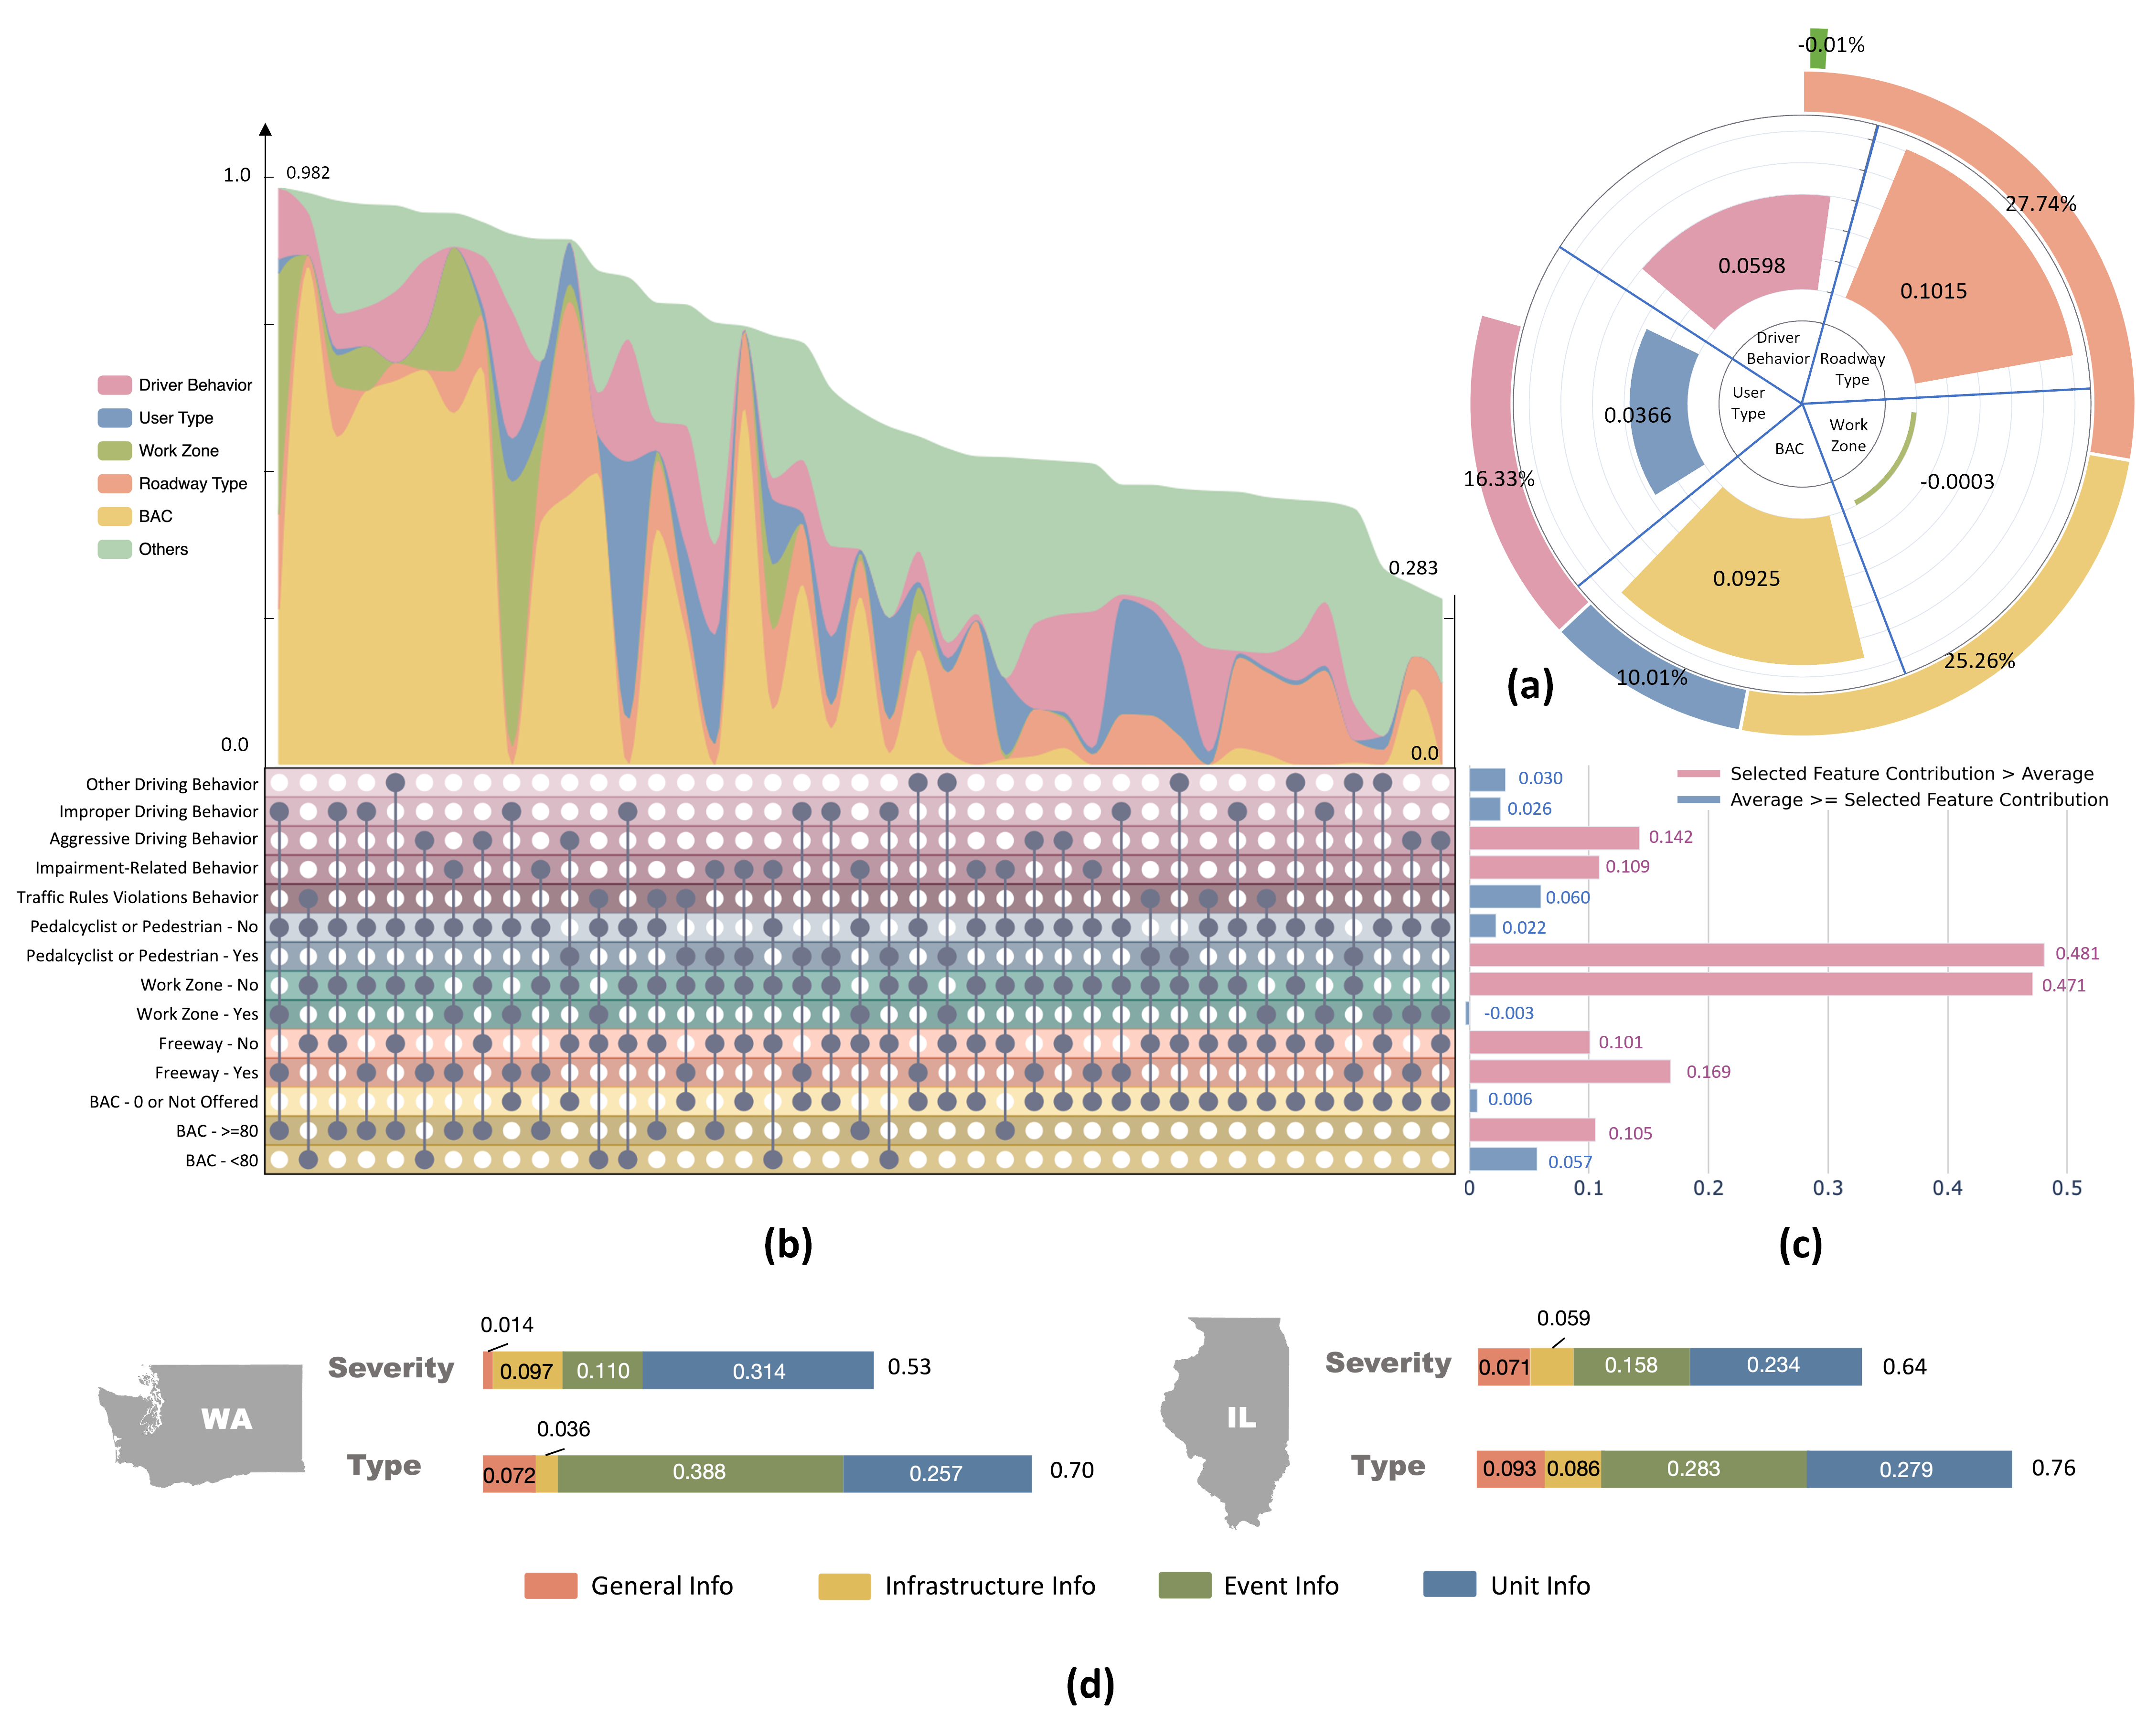 -0.01%
27.74%
0.1015
0.0598
Driver
Behavior
Roadway
Type
User
Type
0.0366
Work
Zone
BAC
-0.0003
0.0925
16.33%
10.01%
25.26%
(a)
1.0
0.982
Driver Behavior
User Type
Work Zone
Roadway Type
BAC
Others
0.283
0.0
0.0
Other Driving Behavior
Improper Driving Behavior
Aggressive Driving Behavior
Impairment-Related Behavior
Traffic Rules Violations Behavior
Pedalcyclist or Pedestrian - No
Pedalcyclist or Pedestrian - Yes
Work Zone - No
Work Zone - Yes
Freeway - No
Freeway - Yes
BAC - 0 or Not Offered
BAC - >=80
BAC - <80
(b)
Selected Feature Contribution > Average
Average >= Selected Feature Contribution
0.030
0.026
0.142
0.109
0.060
0.022
0.481
0.471
-0.003
0.101
0.169
0.006
0.105
0.057
0 0.1 0.2 0.3 0.4 0.5
(c)
WA
Severity
0.014
0.097 0.110 0.314 0.53
Type
0.036
0.072 0.388 0.257 0.70
IL
Severity
0.059
0.071 0.158 0.234 0.64
Type
0.093 0.086 0.283 0.279 0.76
General Info Infrastructure Info Event Info Unit Info
(d)